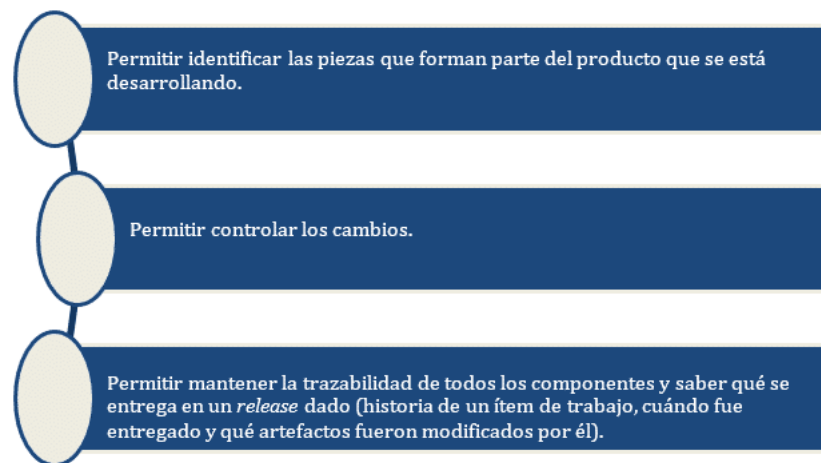 Permitir identificar las piezas que forman parte del producto que se está
desarrollando.
Permitir controlar los cambios.
Permitir mantener la trazabilidad de todos los componentes y saber qué se
entrega en un release dado (historia de un ítem de trabajo, cuándo fue
entregado y qué artefactos fueron modificados por él).